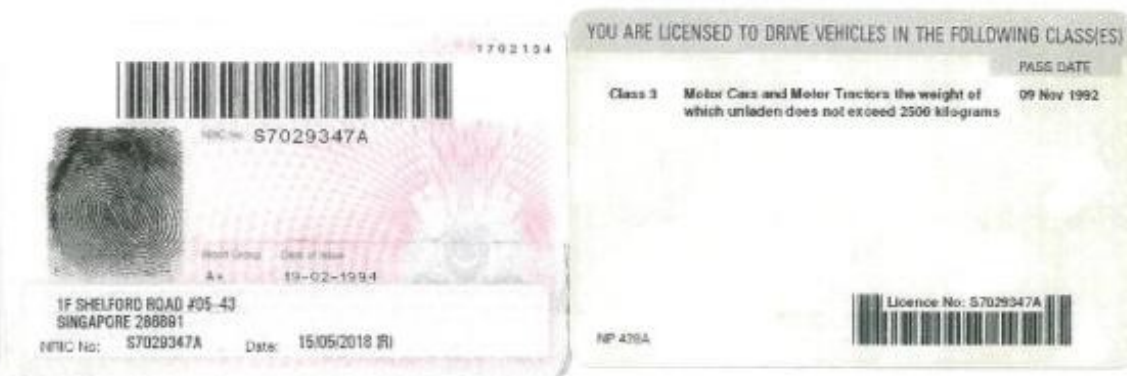 NRIC No. S7029347A
Blood Group Date of issue
A+ 19-02-1994
1F SHELFORD ROAD #05-43
SINGAPORE
NRIC No: S7029347A Date: 15/05/2018 (R)
YOU ARE LICENSED TO DRIVE VEHICLES IN THE FOLLOWING CLASS(ES)
PASS DATE
Class 3 Motor Cars and Motor Tractors the weight of 09 Nov 1992
which unladen does not exceed 2500 kilograms
Licence No: S7029347A
NP 428A